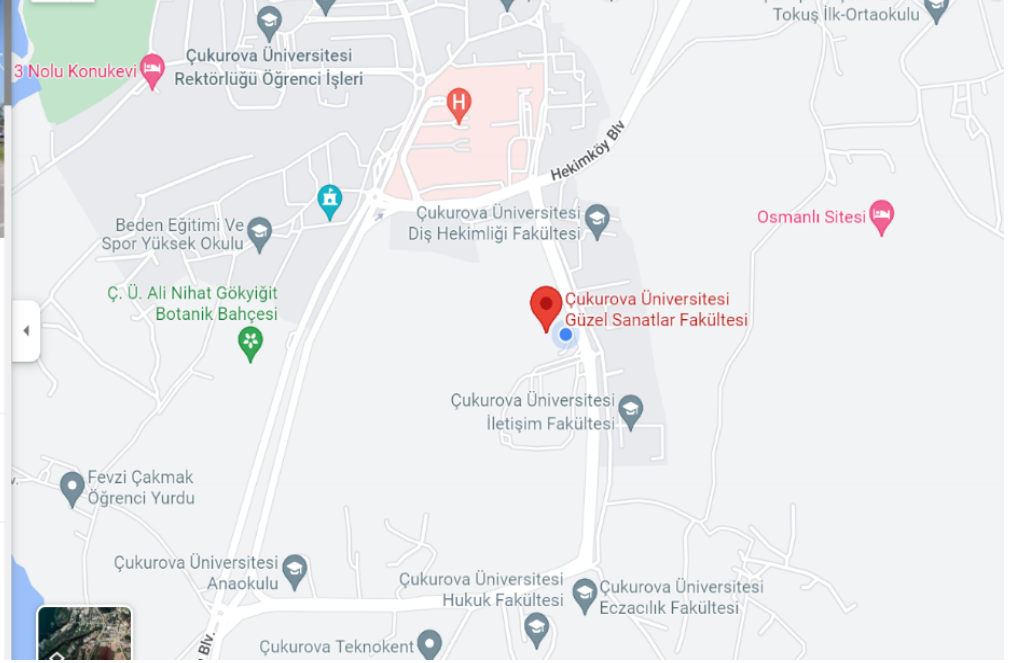 Tokuş İlk-Ortaokulu
Çukurova Üniversitesi
Rektörlüğü Öğrenci İşleri
3 Nolu Konukevi
H
Hekimköy Blv
Çukurova Üniversitesi
Diş Hekimliği Fakültesi
Osmanlı Sitesi
Beden Eğitimi Ve
Spor Yüksek Okulu
Ç. Ü. Ali Nihat Gökyiğit
Botanik Bahçesi
Çukurova Üniversitesi
Güzel Sanatlar Fakültesi
Çukurova Üniversitesi
İletişim Fakültesi
Fevzi Çakmak
Öğrenci Yurdu
Çukurova Üniversitesi
Anaokulu
Çukurova Üniversitesi
Hukuk Fakültesi
Çukurova Üniversitesi
Eczacılık Fakültesi
Çukurova Teknokent
Blv.